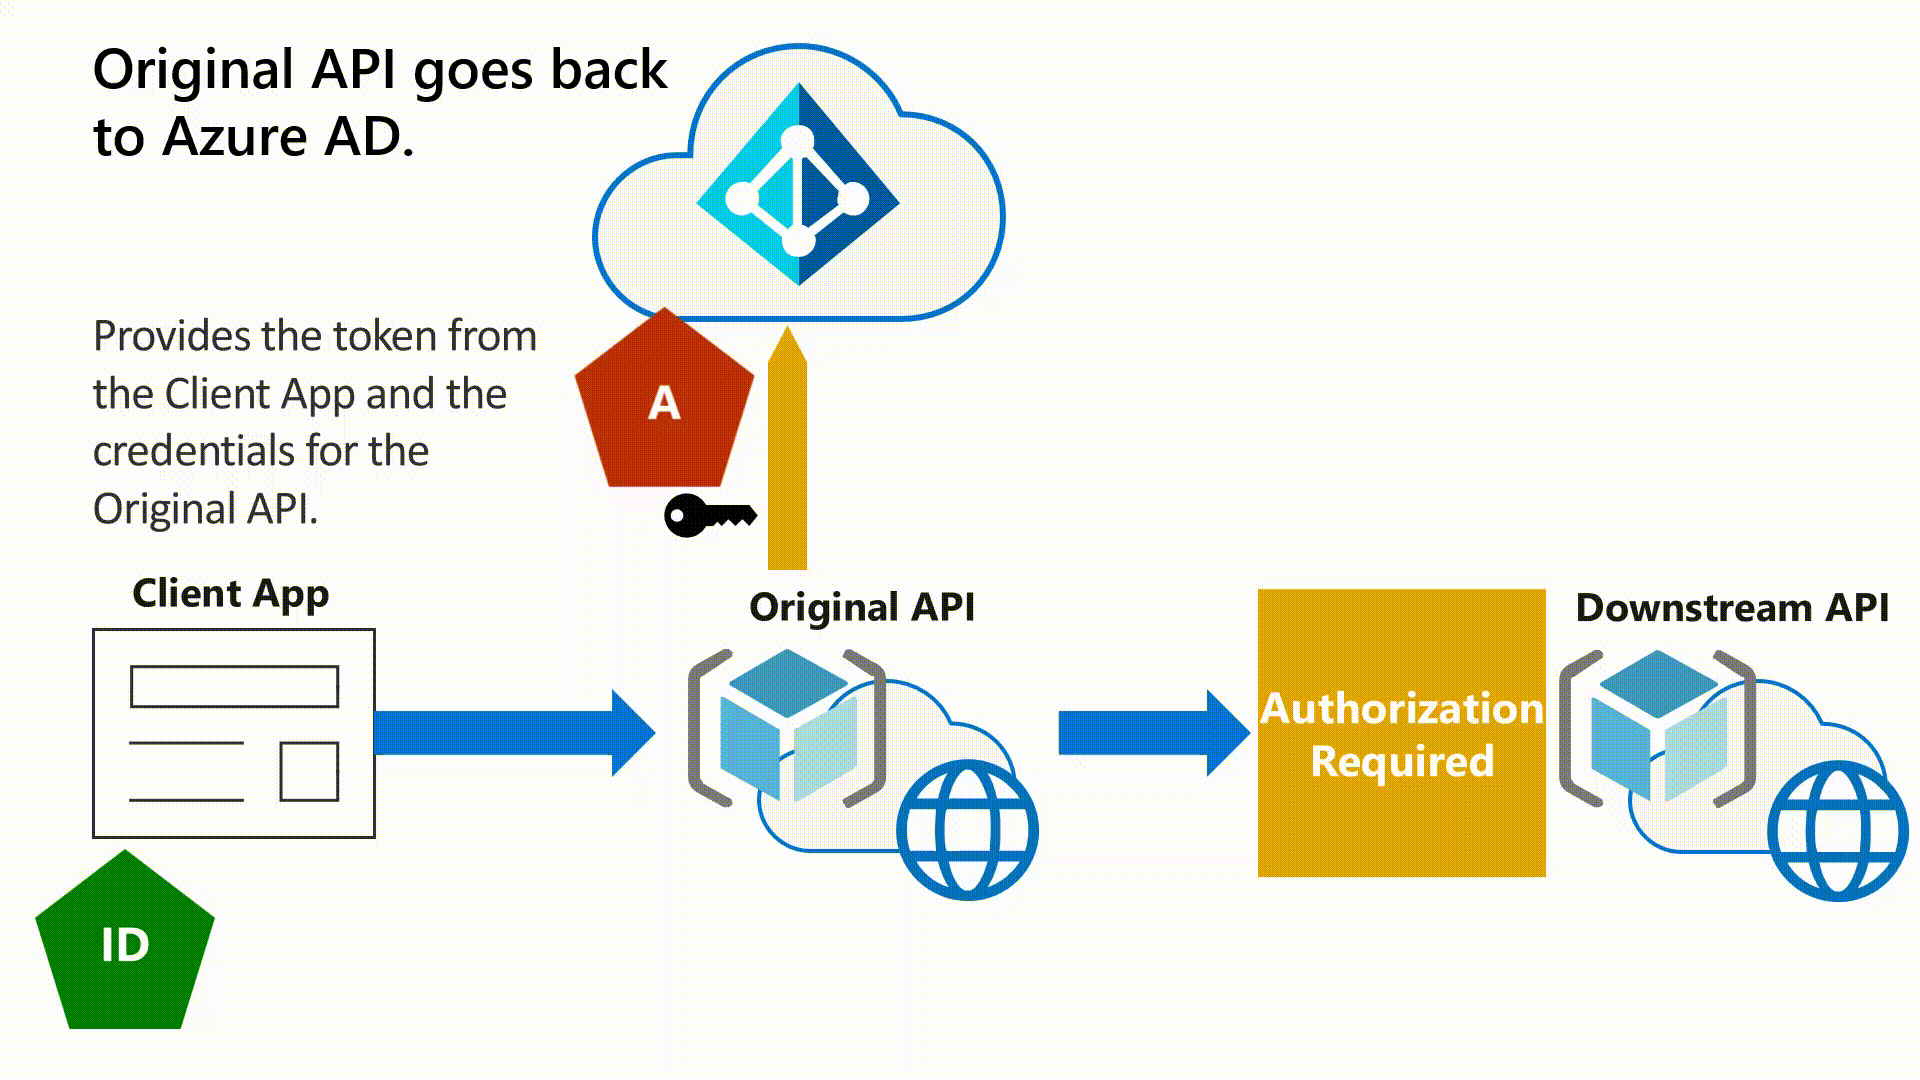 Original API goes back
to Azure AD.
Provides the token from
the Client App and the
credentials for the
Original API.
A
Client App
Original API
Downstream API
Authorization
Required
ID